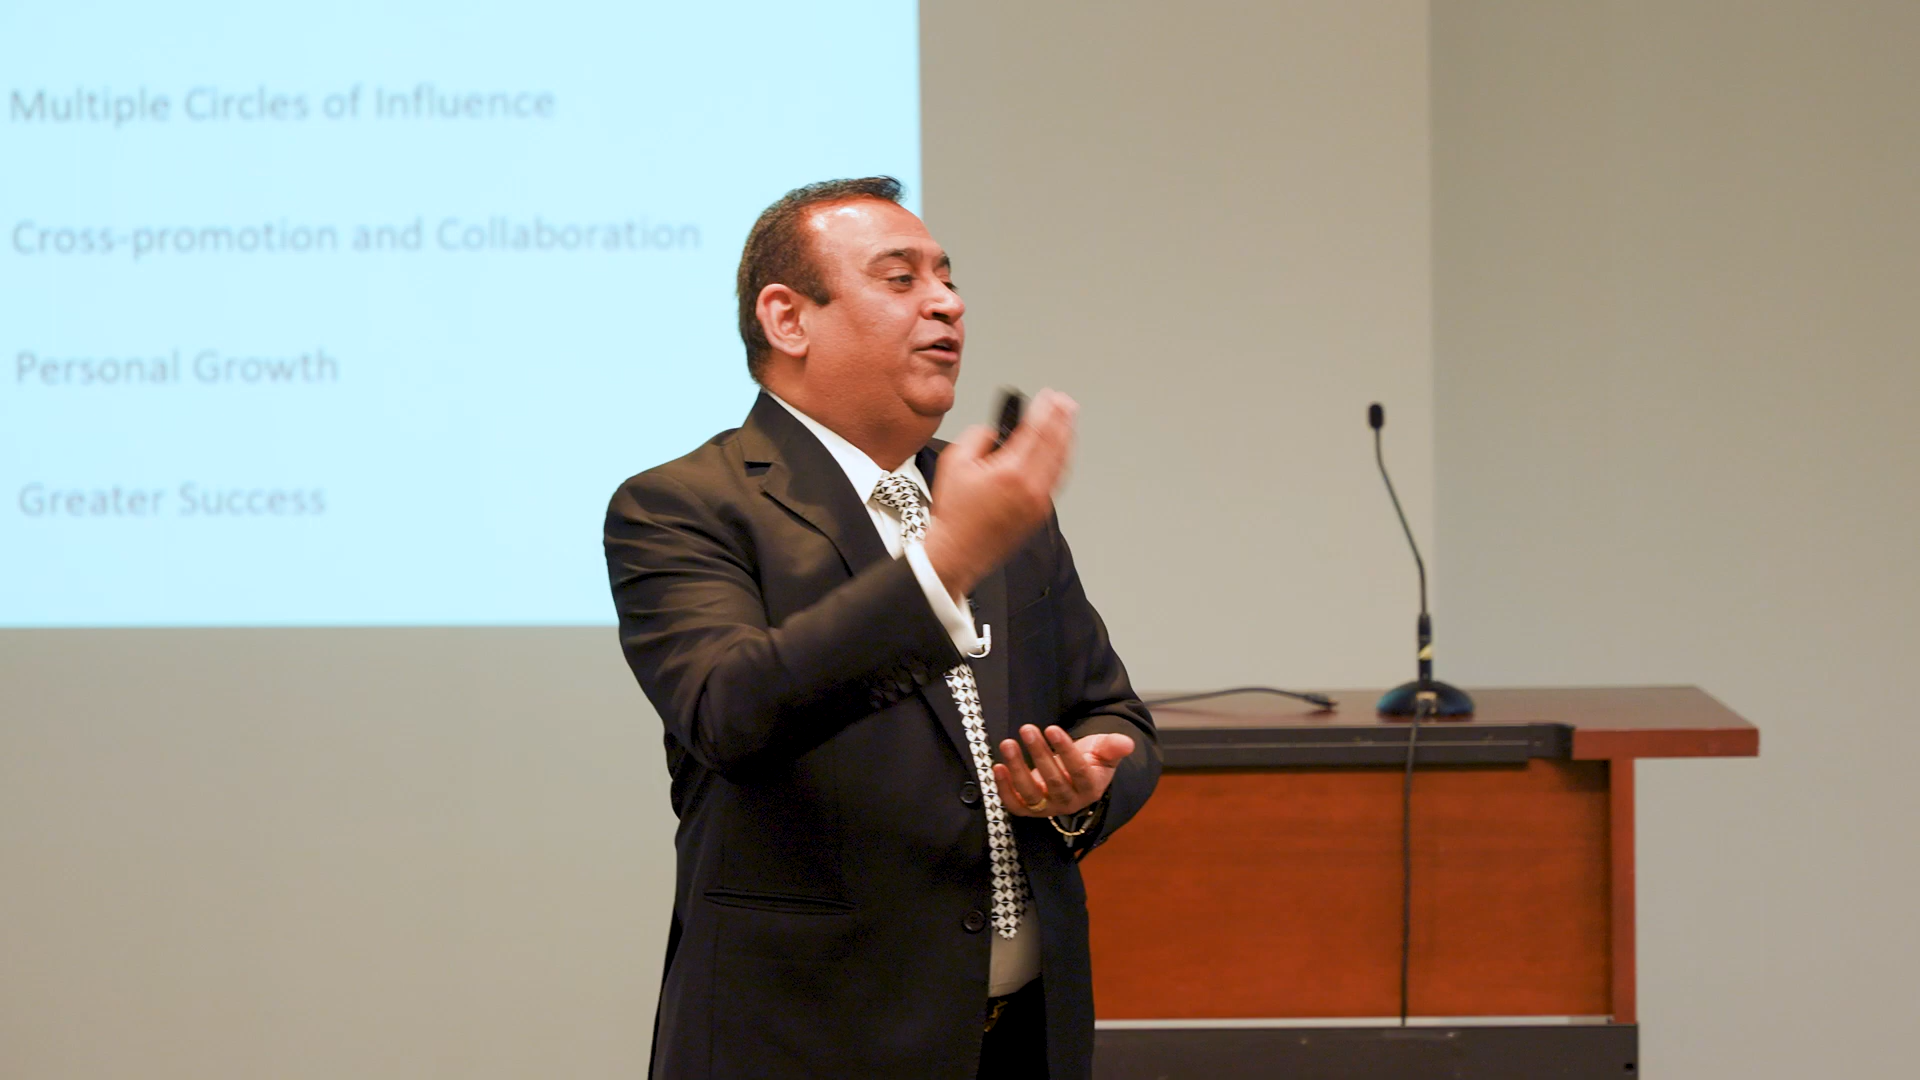 Multiple Circles of Influence
Cross-promotion and Collaboration
Personal Growth
Greater Success